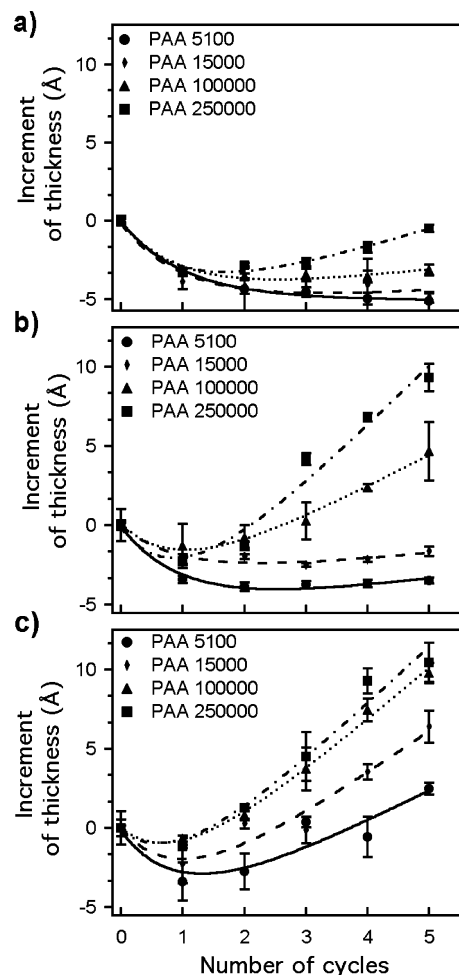 a)
PAA 5100
PAA 15000
PAA 100000
PAA 250000
10
5
0
-5
Increment
of thickness (Å)
b)
PAA 5100
PAA 15000
PAA 100000
PAA 250000
10
5
0
-5
Increment
of thickness (Å)
c)
PAA 5100
PAA 15000
PAA 100000
PAA 250000
10
5
0
-5
Increment
of thickness (Å)
0 1 2 3 4 5
Number of cycles